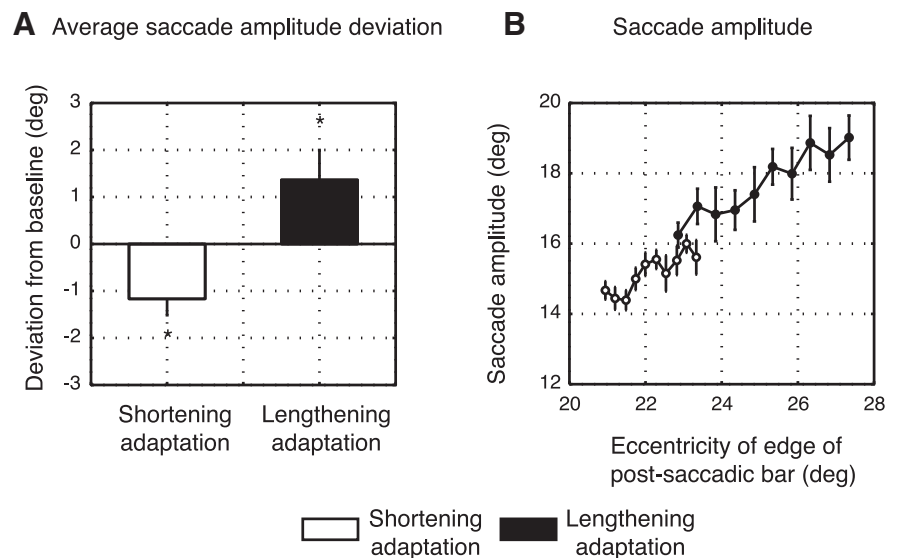 A Average saccade amplitude deviation
3
2
1
0
-1
-2
-3
Deviation from baseline (deg)
*
*
Shortening
adaptation
Lengthening
adaptation
B Saccade amplitude
20
18
16
14
12
Saccade amplitude (deg)
20 22 24 26 28
Eccentricity of edge of
post-saccadic bar (deg)
Shortening
adaptation
Lengthening
adaptation